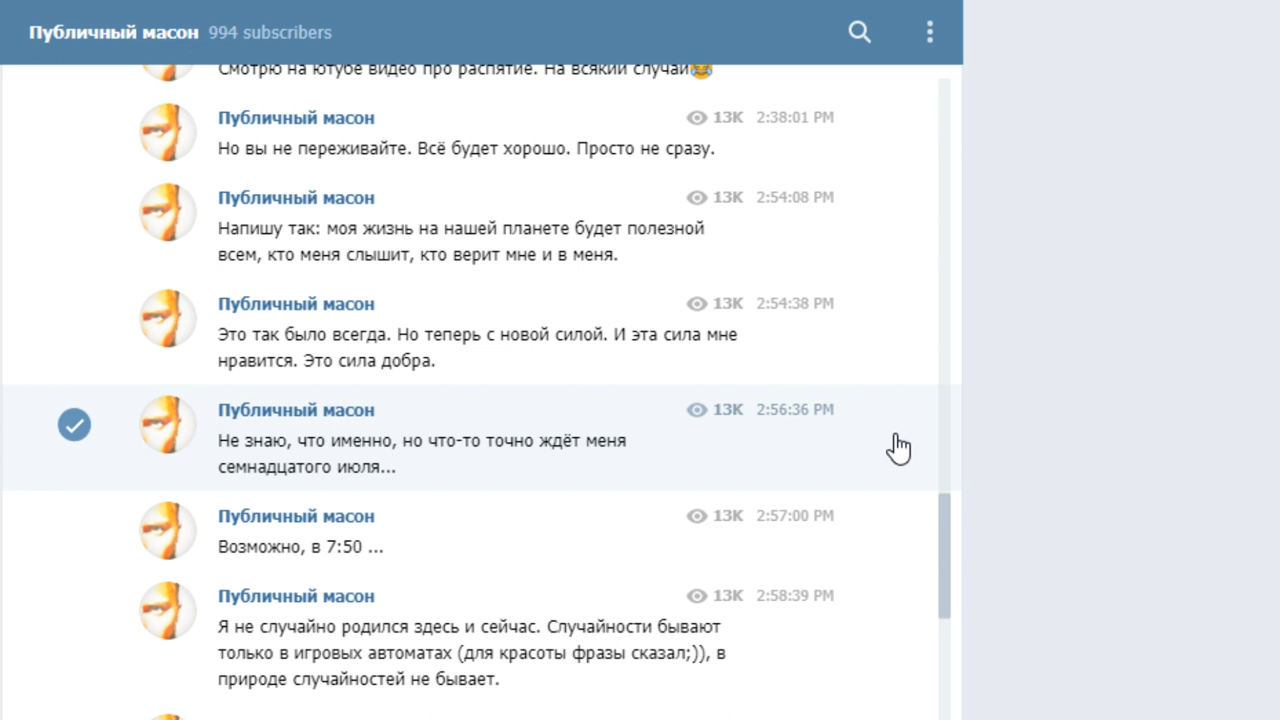 Публичный масон 994 subscribers
Смотрю на ютубе видео про распятие. На всякий случай😂
Публичный масон 13K 2:38:01 PM
Но вы не переживайте. Всё будет хорошо. Просто не сразу.
Публичный масон 13K 2:54:08 PM
Напишу так: моя жизнь на нашей планете будет полезной
всем, кто меня слышит, кто верит мне и в меня.
Публичный масон 13K 2:54:38 PM
Это так было всегда. Но теперь с новой силой. И эта сила мне
нравится. Это сила добра.
Публичный масон 13K 2:56:36 PM
Не знаю, что именно, но что-то точно ждёт меня
семнадцатого июля...
Публичный масон 13K 2:57:00 PM
Возможно, в 7:50 ...
Публичный масон 13K 2:58:39 PM
Я не случайно родился здесь и сейчас. Случайности бывают
только в игровых автоматах (для красоты фразы сказал;)), в
природе случайностей не бывает.